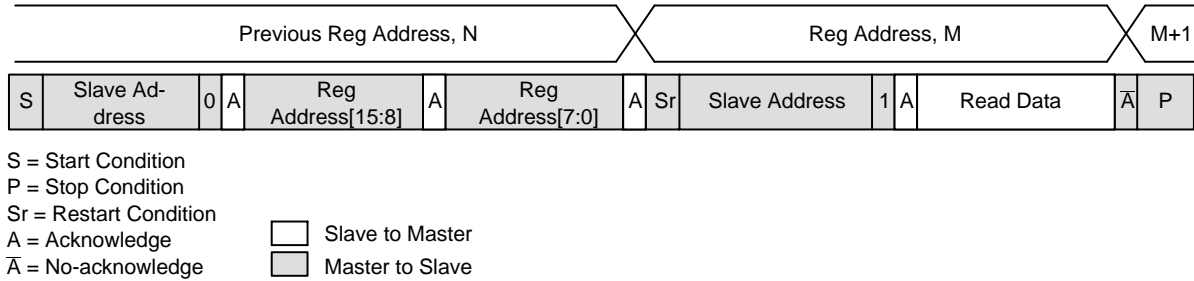 Previous Reg Address, N
Reg Address, M
M+1
S
Slave Ad-
dress
0
A
Reg
Address[15:8]
A
Reg
Address[7:0]
A
Sr
Slave Address
1
A
Read Data
A̅
P
S = Start Condition
P = Stop Condition
Sr = Restart Condition
A = Acknowledge
A̅ = No-acknowledge
Slave to Master
Master to Slave